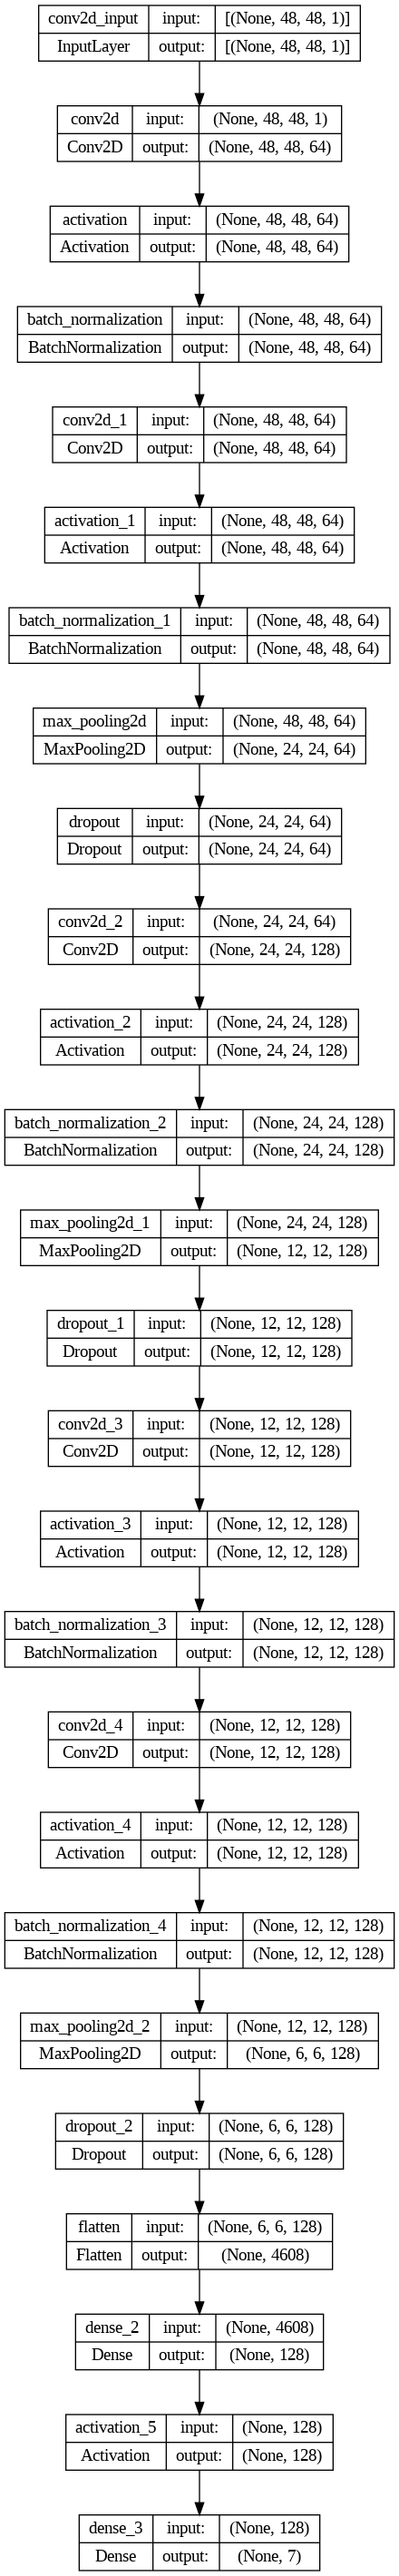 conv2d_input input: [(None, 48, 48, 1)]
InputLayer output: [(None, 48, 48, 1)]
conv2d input: (None, 48, 48, 1)
Conv2D output: (None, 48, 48, 64)
activation input: (None, 48, 48, 64)
Activation output: (None, 48, 48, 64)
batch_normalization input: (None, 48, 48, 64)
BatchNormalization output: (None, 48, 48, 64)
conv2d_1 input: (None, 48, 48, 64)
Conv2D output: (None, 48, 48, 64)
activation_1 input: (None, 48, 48, 64)
Activation output: (None, 48, 48, 64)
batch_normalization_1 input: (None, 48, 48, 64)
BatchNormalization output: (None, 48, 48, 64)
max_pooling2d input: (None, 48, 48, 64)
MaxPooling2D output: (None, 24, 24, 64)
dropout input: (None, 24, 24, 64)
Dropout output: (None, 24, 24, 64)
conv2d_2 input: (None, 24, 24, 64)
Conv2D output: (None, 24, 24, 128)
activation_2 input: (None, 24, 24, 128)
Activation output: (None, 24, 24, 128)
batch_normalization_2 input: (None, 24, 24, 128)
BatchNormalization output: (None, 24, 24, 128)
max_pooling2d_1 input: (None, 24, 24, 128)
MaxPooling2D output: (None, 12, 12, 128)
dropout_1 input: (None, 12, 12, 128)
Dropout output: (None, 12, 12, 128)
conv2d_3 input: (None, 12, 12, 128)
Conv2D output: (None, 12, 12, 128)
activation_3 input: (None, 12, 12, 128)
Activation output: (None, 12, 12, 128)
batch_normalization_3 input: (None, 12, 12, 128)
BatchNormalization output: (None, 12, 12, 128)
conv2d_4 input: (None, 12, 12, 128)
Conv2D output: (None, 12, 12, 128)
activation_4 input: (None, 12, 12, 128)
Activation output: (None, 12, 12, 128)
batch_normalization_4 input: (None, 12, 12, 128)
BatchNormalization output: (None, 12, 12, 128)
max_pooling2d_2 input: (None, 12, 12, 128)
MaxPooling2D output: (None, 6, 6, 128)
dropout_2 input: (None, 6, 6, 128)
Dropout output: (None, 6, 6, 128)
flatten input: (None, 6, 6, 128)
Flatten output: (None, 4608)
dense_2 input: (None, 4608)
Dense output: (None, 128)
activation_5 input: (None, 128)
Activation output: (None, 128)
dense_3 input: (None, 128)
Dense output: (None, 7)